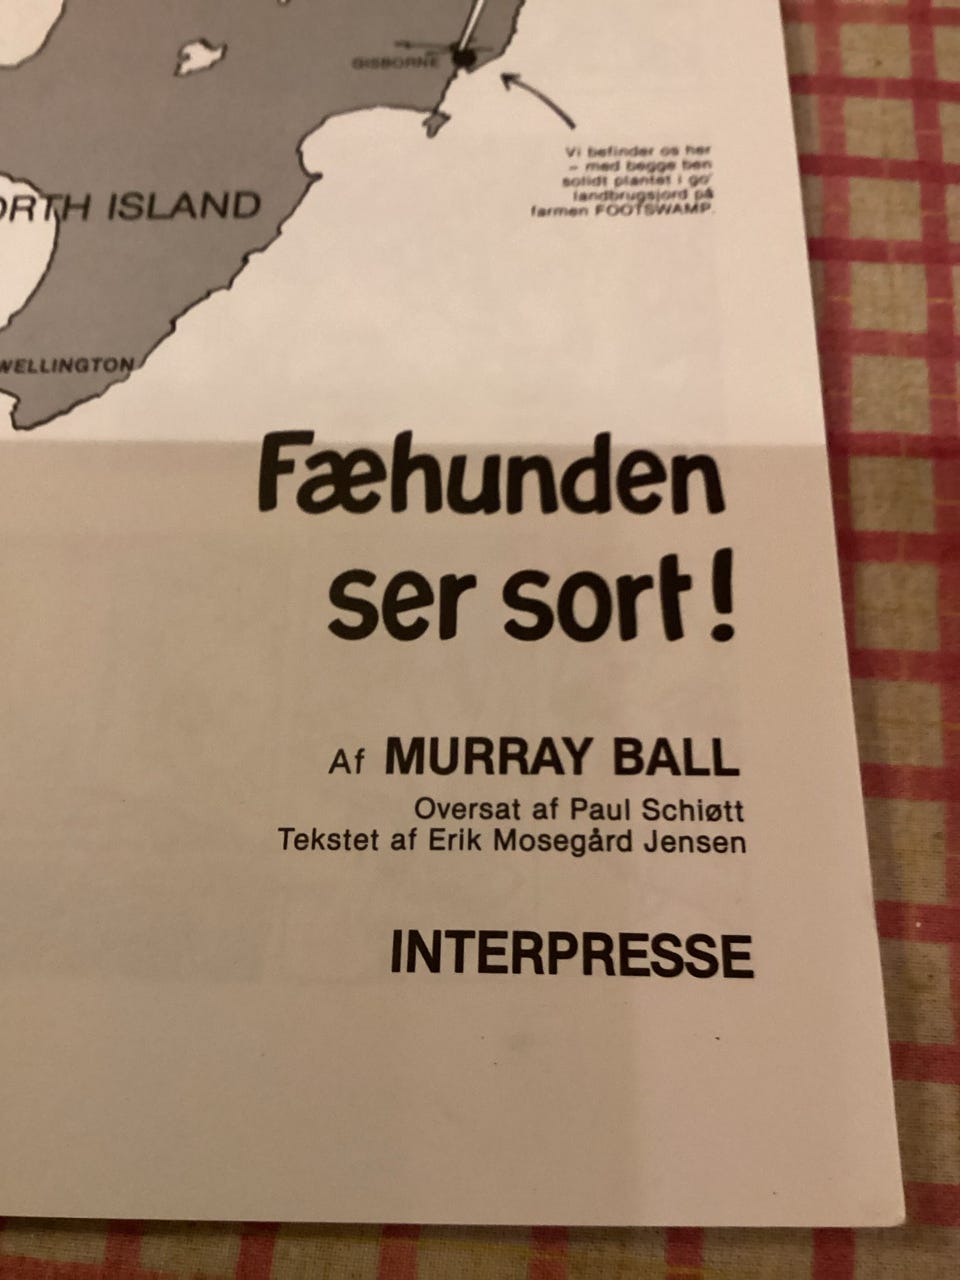 GISBORNE
Vi befinder os her
– med begge ben
solidt plantet i go'
landbrugsjord på
farmen FOOTSWAMP.
ORTH ISLAND
WELLINGTON
Fæhunden
ser sort!
Af MURRAY BALL
Oversat af Paul Schiøtt
Tekstet af Erik Mosegård Jensen
INTERPRESSE